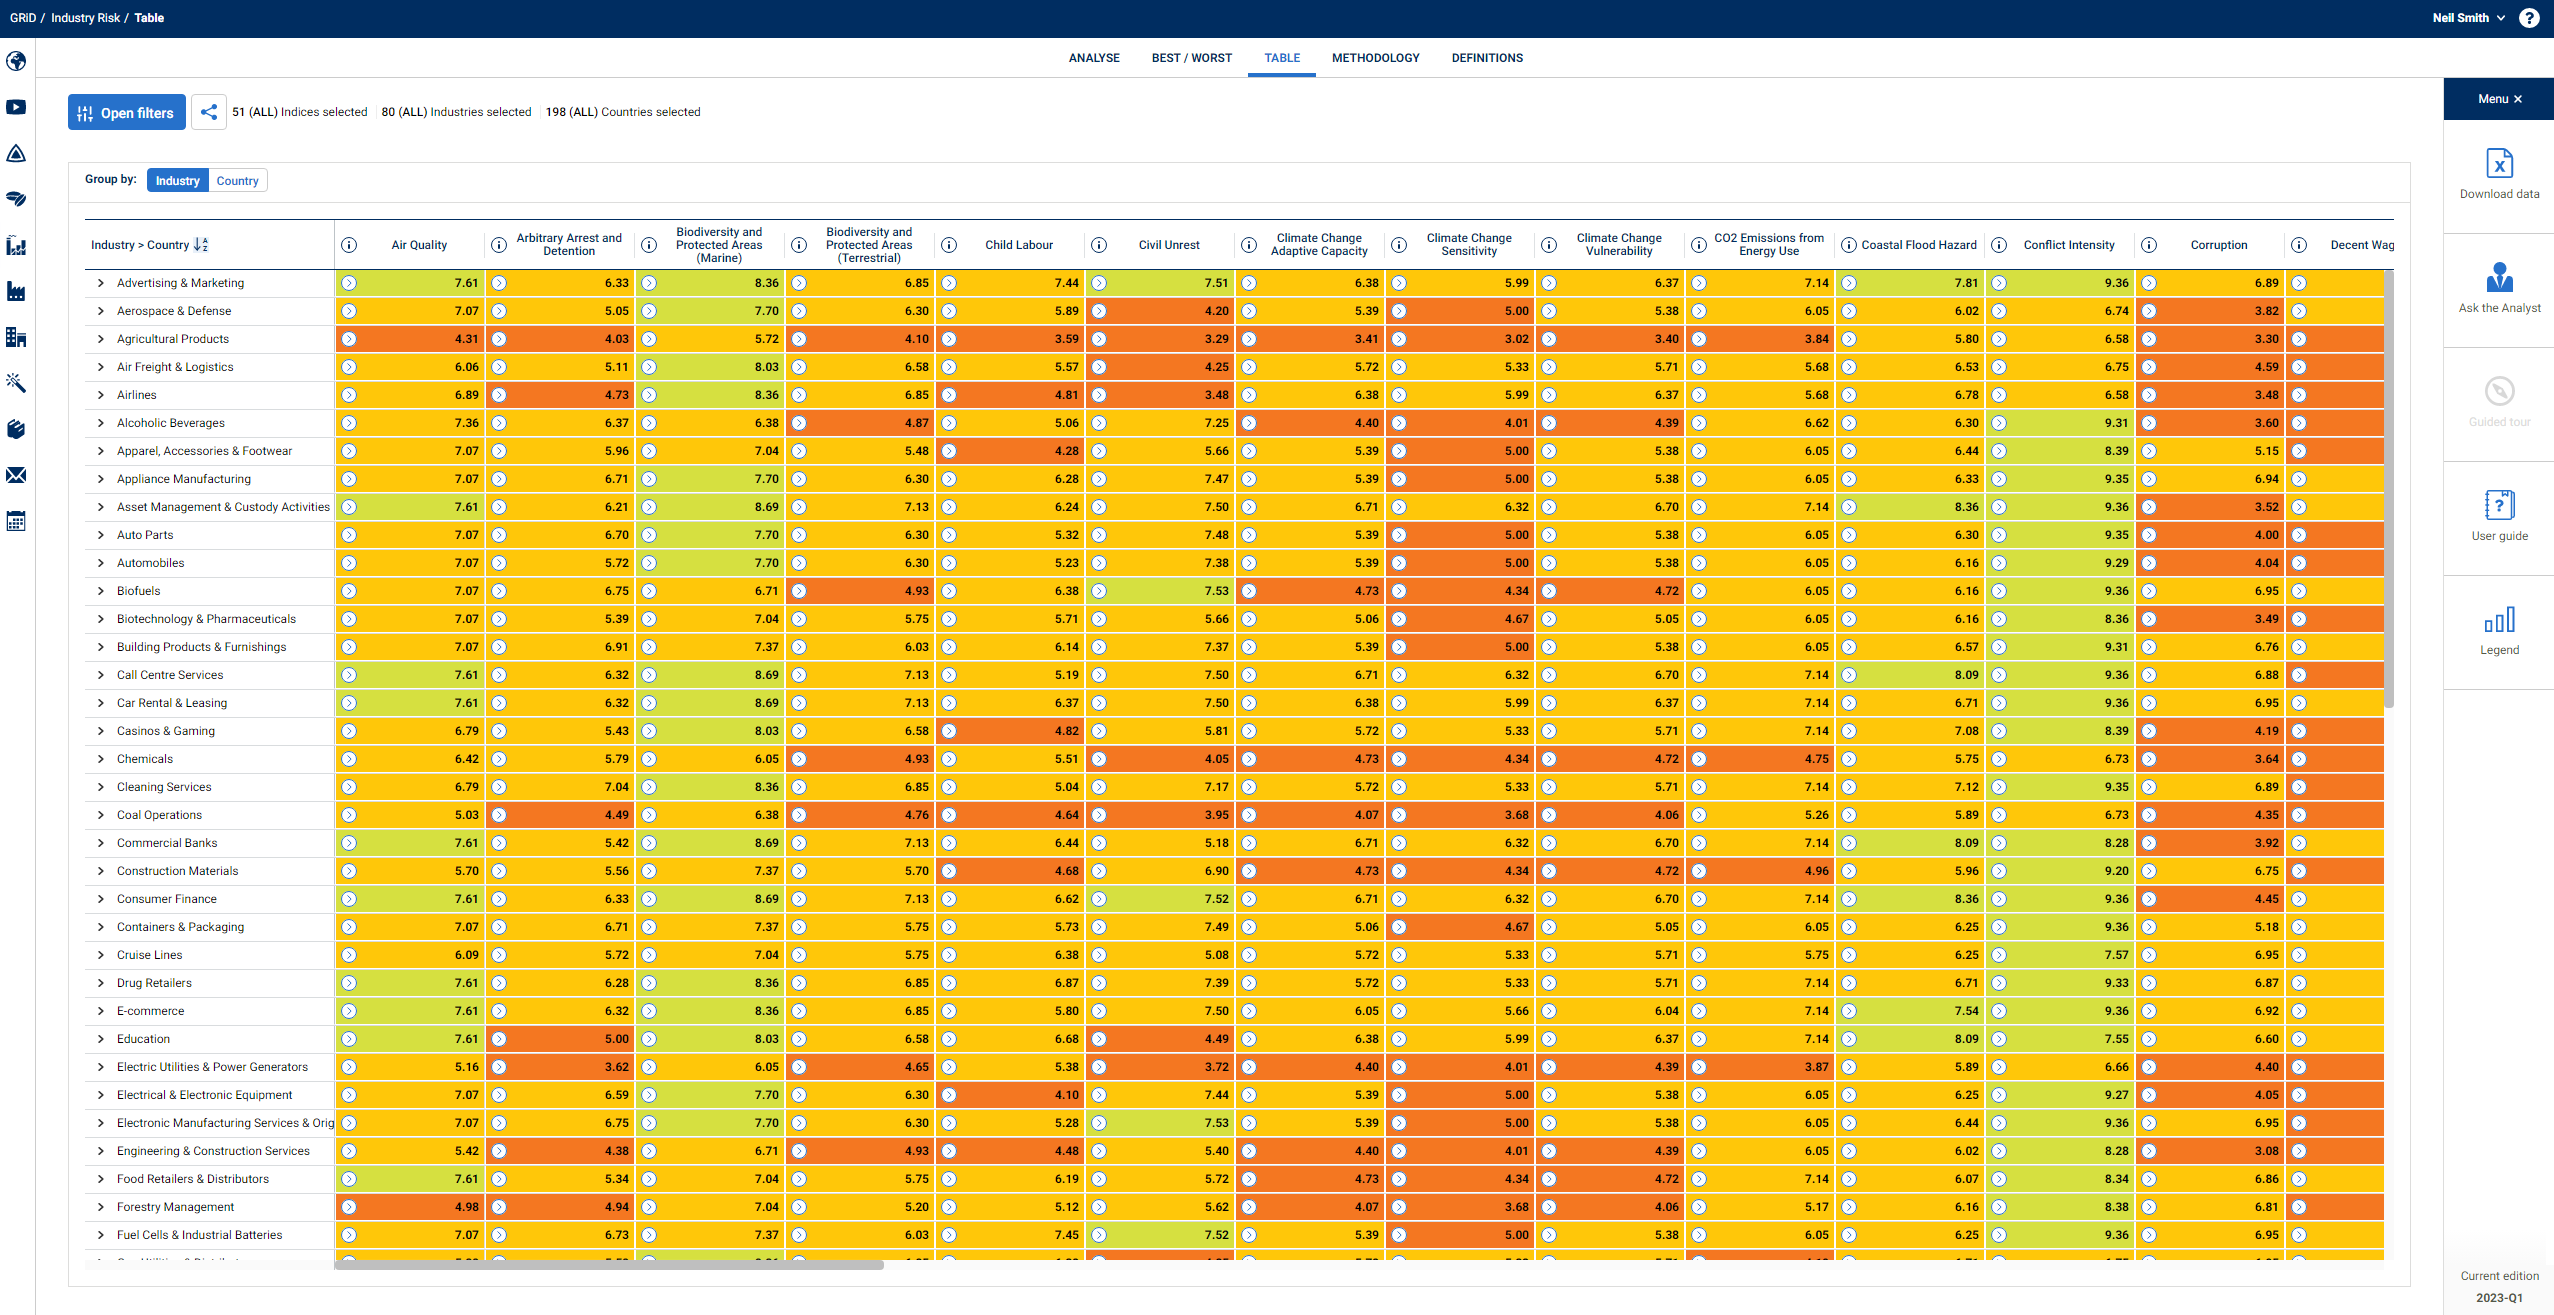 GRiD / Industry Risk / Table
Neil Smith
ANALYSE BEST / WORST TABLE METHODOLOGY DEFINITIONS
Open filters 51 (ALL) Indices selected 80 (ALL) Industries selected 198 (ALL) Countries selected
Menu ×
Download data
Ask the Analyst
Guided tour
User guide
Legend
Group by: Industry Country
Industry > Country Air Quality Arbitrary Arrest and Detention Biodiversity and Protected Areas (Marine) Biodiversity and Protected Areas (Terrestrial) Child Labour Civil Unrest Climate Change Adaptive Capacity Climate Change Sensitivity Climate Change Vulnerability CO2 Emissions from Energy Use Coastal Flood Hazard Conflict Intensity Corruption Decent Wag
Advertising & Marketing 7.61 6.33 8.36 6.85 7.44 7.51 6.38 5.99 6.37 7.14 7.81 9.36 6.89
Aerospace & Defense 7.07 5.05 7.70 6.30 5.89 4.20 5.39 5.00 5.38 6.05 6.02 6.74 3.82
Agricultural Products 4.31 4.03 5.72 4.10 3.59 3.29 3.41 3.02 3.40 3.84 5.80 6.58 3.30
Air Freight & Logistics 6.06 5.11 8.03 6.58 5.57 4.25 5.72 5.33 5.71 5.68 6.53 6.75 4.59
Airlines 6.89 4.73 8.36 6.85 4.81 3.48 6.38 5.99 6.37 5.68 6.78 6.58 3.48
Alcoholic Beverages 7.36 6.37 6.38 4.87 5.06 7.25 4.40 4.01 4.39 6.62 6.30 9.31 3.60
Apparel, Accessories & Footwear 7.07 5.96 7.04 5.48 4.28 5.66 5.39 5.00 5.38 6.05 6.44 8.39 5.15
Appliance Manufacturing 7.07 6.71 7.70 6.30 6.28 7.47 5.39 5.00 5.38 6.05 6.33 9.35 6.94
Asset Management & Custody Activities 7.61 6.21 8.69 7.13 6.24 7.50 6.71 6.32 6.70 7.14 8.36 9.36 3.52
Auto Parts 7.07 6.70 7.70 6.30 5.32 7.48 5.39 5.00 5.38 6.05 6.30 9.35 4.00
Automobiles 7.07 5.72 7.70 6.30 5.23 7.38 5.39 5.00 5.38 6.05 6.16 9.29 4.04
Biofuels 7.07 6.75 6.71 4.93 6.38 7.53 4.73 4.34 4.72 6.05 6.16 9.36 6.95
Biotechnology & Pharmaceuticals 7.07 5.39 7.04 5.75 5.71 5.66 5.06 4.67 5.05 6.05 6.16 8.36 3.49
Building Products & Furnishings 7.07 6.91 7.37 6.03 6.14 7.37 5.39 5.00 5.38 6.05 6.57 9.31 6.76
Call Centre Services 7.61 6.32 8.69 7.13 5.19 7.50 6.71 6.32 6.70 7.14 8.09 9.36 6.88
Car Rental & Leasing 7.61 6.32 8.69 7.13 6.37 7.50 6.38 5.99 6.37 7.14 6.71 9.36 6.95
Casinos & Gaming 6.79 5.43 8.03 6.58 4.82 5.81 5.72 5.33 5.71 7.14 7.08 8.39 4.19
Chemicals 6.42 5.79 6.05 4.93 5.51 4.05 4.73 4.34 4.72 4.75 5.75 6.73 3.64
Cleaning Services 6.79 7.04 8.36 6.85 5.04 7.17 5.72 5.33 5.71 7.14 7.12 9.35 6.89
Coal Operations 5.03 4.49 6.38 4.76 4.64 3.95 4.07 3.68 4.06 5.26 5.89 6.73 4.35
Commercial Banks 7.61 5.42 8.69 7.13 6.44 5.18 6.71 6.32 6.70 7.14 8.09 8.28 3.92
Construction Materials 5.70 5.56 7.37 5.70 4.68 6.90 4.73 4.34 4.72 4.96 5.96 9.20 6.75
Consumer Finance 7.61 6.33 8.69 7.13 6.62 7.52 6.71 6.32 6.70 7.14 8.36 9.36 4.45
Containers & Packaging 7.07 6.71 7.37 5.75 5.73 7.49 5.06 4.67 5.05 6.05 6.25 9.36 5.18
Cruise Lines 6.09 5.72 7.04 5.75 6.38 5.08 5.72 5.33 5.71 5.75 6.25 7.57 6.95
Drug Retailers 7.61 6.28 8.36 6.85 6.87 7.39 5.72 5.33 5.71 7.14 6.71 9.33 6.87
E-commerce 7.61 6.32 8.36 6.85 5.80 7.50 6.05 5.66 6.04 7.14 7.54 9.36 6.92
Education 7.61 5.00 8.03 6.58 6.68 4.49 6.38 5.99 6.37 7.14 8.09 7.55 6.60
Electric Utilities & Power Generators 5.16 3.62 6.05 4.65 5.38 3.72 4.40 4.01 4.39 3.87 5.89 6.66 4.40
Electrical & Electronic Equipment 7.07 6.59 7.70 6.30 4.10 7.44 5.39 5.00 5.38 6.05 6.25 9.27 4.05
Electronic Manufacturing Services & Orig 7.07 6.75 7.70 6.30 5.28 7.53 5.39 5.00 5.38 6.05 6.44 9.36 6.95
Engineering & Construction Services 5.42 4.38 6.71 4.93 4.48 5.40 4.40 4.01 4.39 6.05 6.02 8.28 3.08
Food Retailers & Distributors 7.61 5.34 7.04 5.75 6.19 5.72 4.73 4.34 4.72 7.14 6.07 8.34 6.86
Forestry Management 4.98 4.94 7.04 5.20 5.12 5.62 4.07 3.68 4.06 5.17 6.16 8.38 6.81
Fuel Cells & Industrial Batteries 7.07 6.73 7.37 6.03 7.45 7.52 5.39 5.00 5.38 6.05 6.25 9.36 6.95
Current edition
2023-Q1